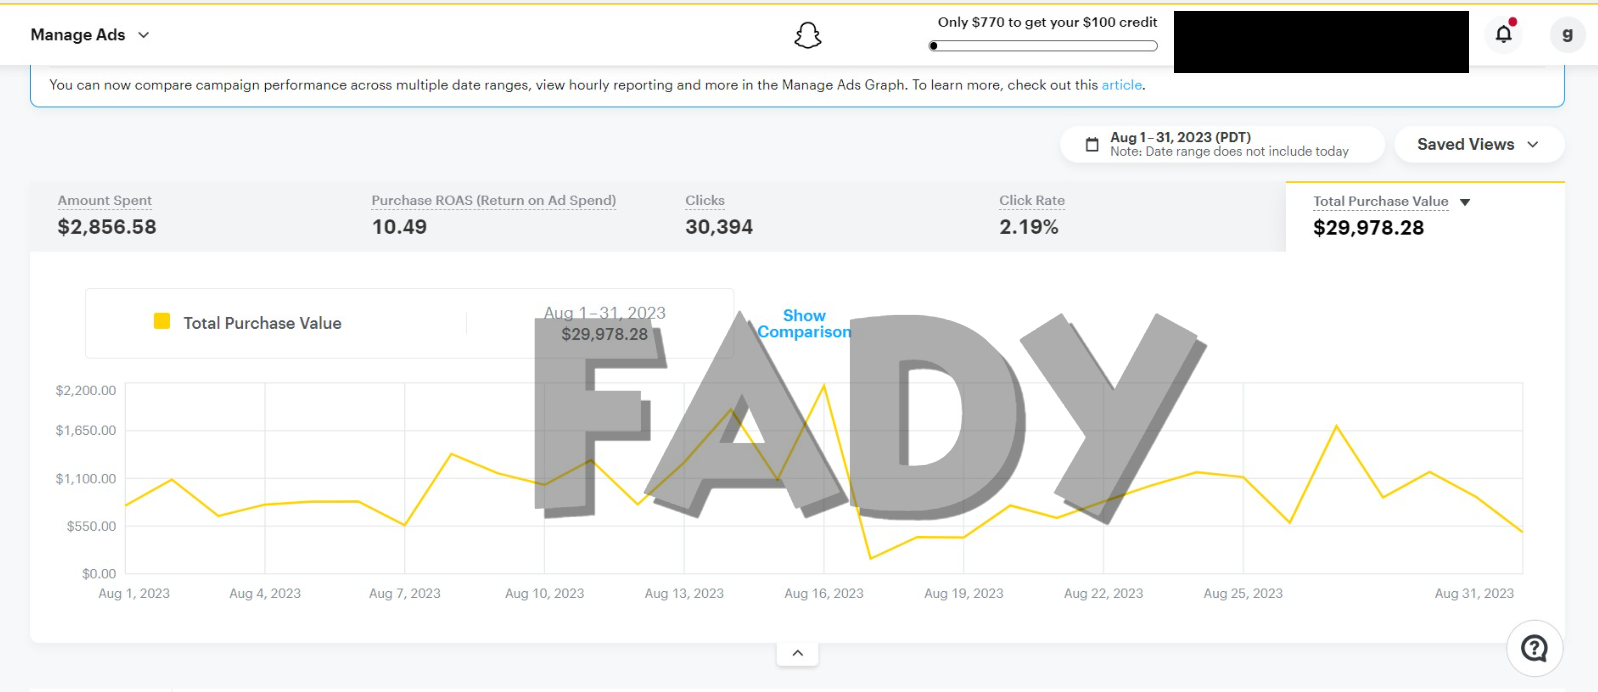 Manage Ads
Only $770 to get your $100 credit
g
You can now compare campaign performance across multiple date ranges, view hourly reporting and more in the Manage Ads Graph. To learn more, check out this article.
Aug 1–31, 2023 (PDT)
Note: Date range does not include today
Saved Views
Amount Spent
$2,856.58
Purchase ROAS (Return on Ad Spend)
10.49
Clicks
30,394
Click Rate
2.19%
Total Purchase Value
$29,978.28
Total Purchase Value
Aug 1–31, 2023
$29,978.28
Show
Comparison
FADY
$2,200.00
$1,650.00
$1,100.00
$550.00
$0.00
Aug 1, 2023 Aug 4, 2023 Aug 7, 2023 Aug 10, 2023 Aug 13, 2023 Aug 16, 2023 Aug 19, 2023 Aug 22, 2023 Aug 25, 2023 Aug 31, 2023